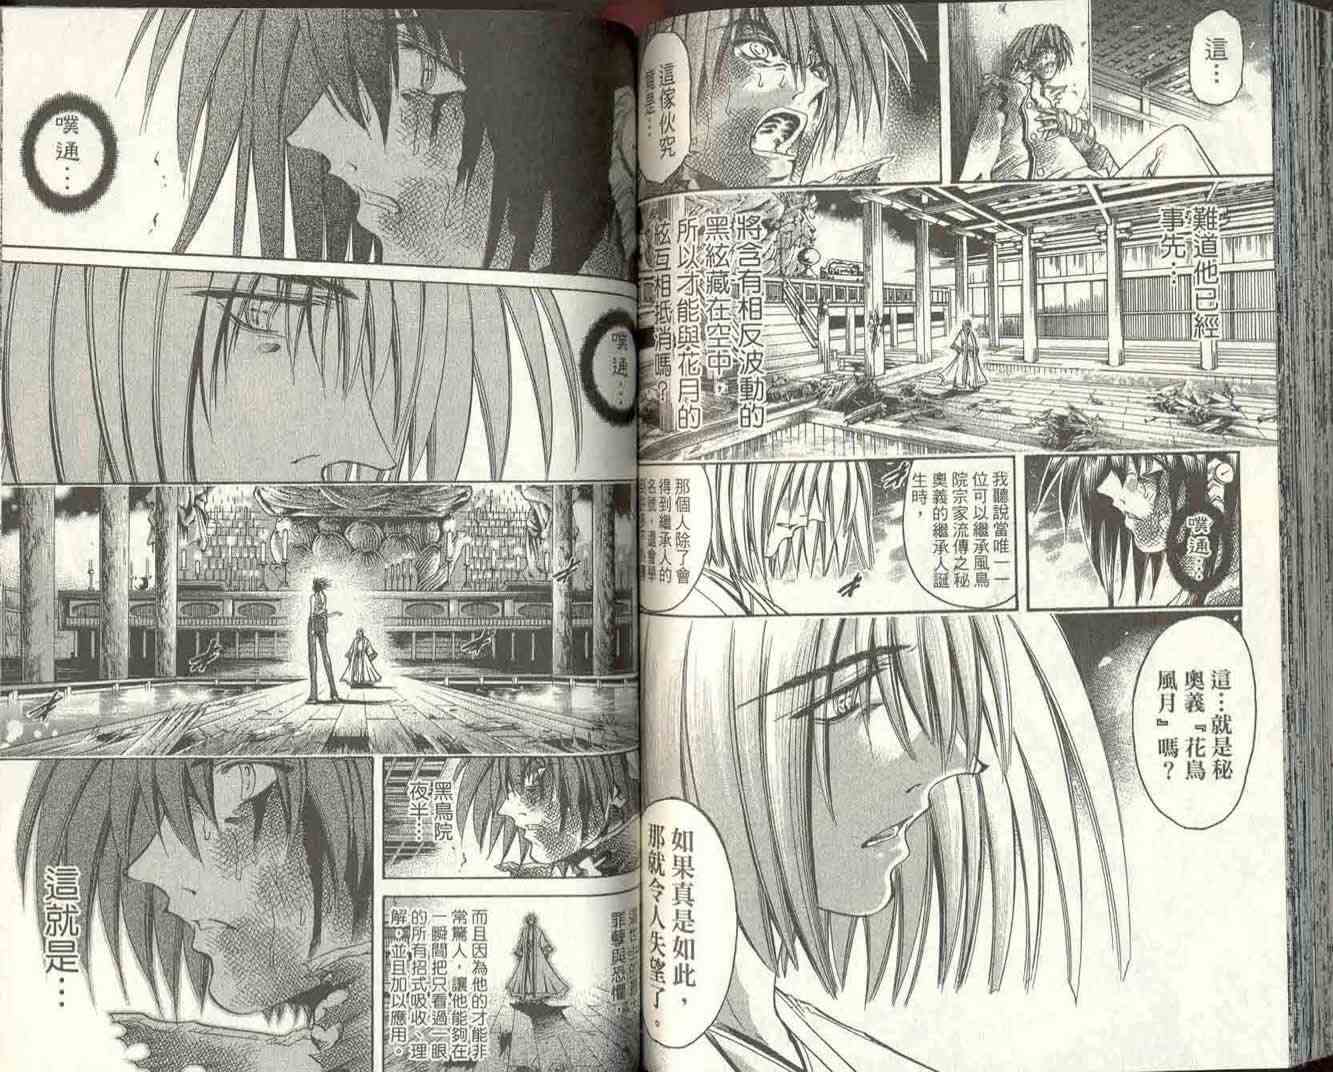 這…
這傢伙究
竟是…
難道他已經
事先…
將含有相反波動的
黑絃藏在空中，
所以才能與花月的
絃互相抵消嗎？
噗通…
我聽說當唯一一
位可以繼承風鳥
院宗家流傳之秘
奧義的繼承人誕
生時，
那個人除了會
得到繼承人的
名號，還會學
這…就是秘
奧義『花鳥
風月』嗎？
如果真是如此，
那就令人失望了。
噗通…
噗通…
黑鳥院
夜半…
罪孽與恐懼，
而且因為他的才能非
常驚人，讓他能夠在
一瞬間把只看過一眼
的所有招式吸收、理
解，並且加以應用。
這就是…